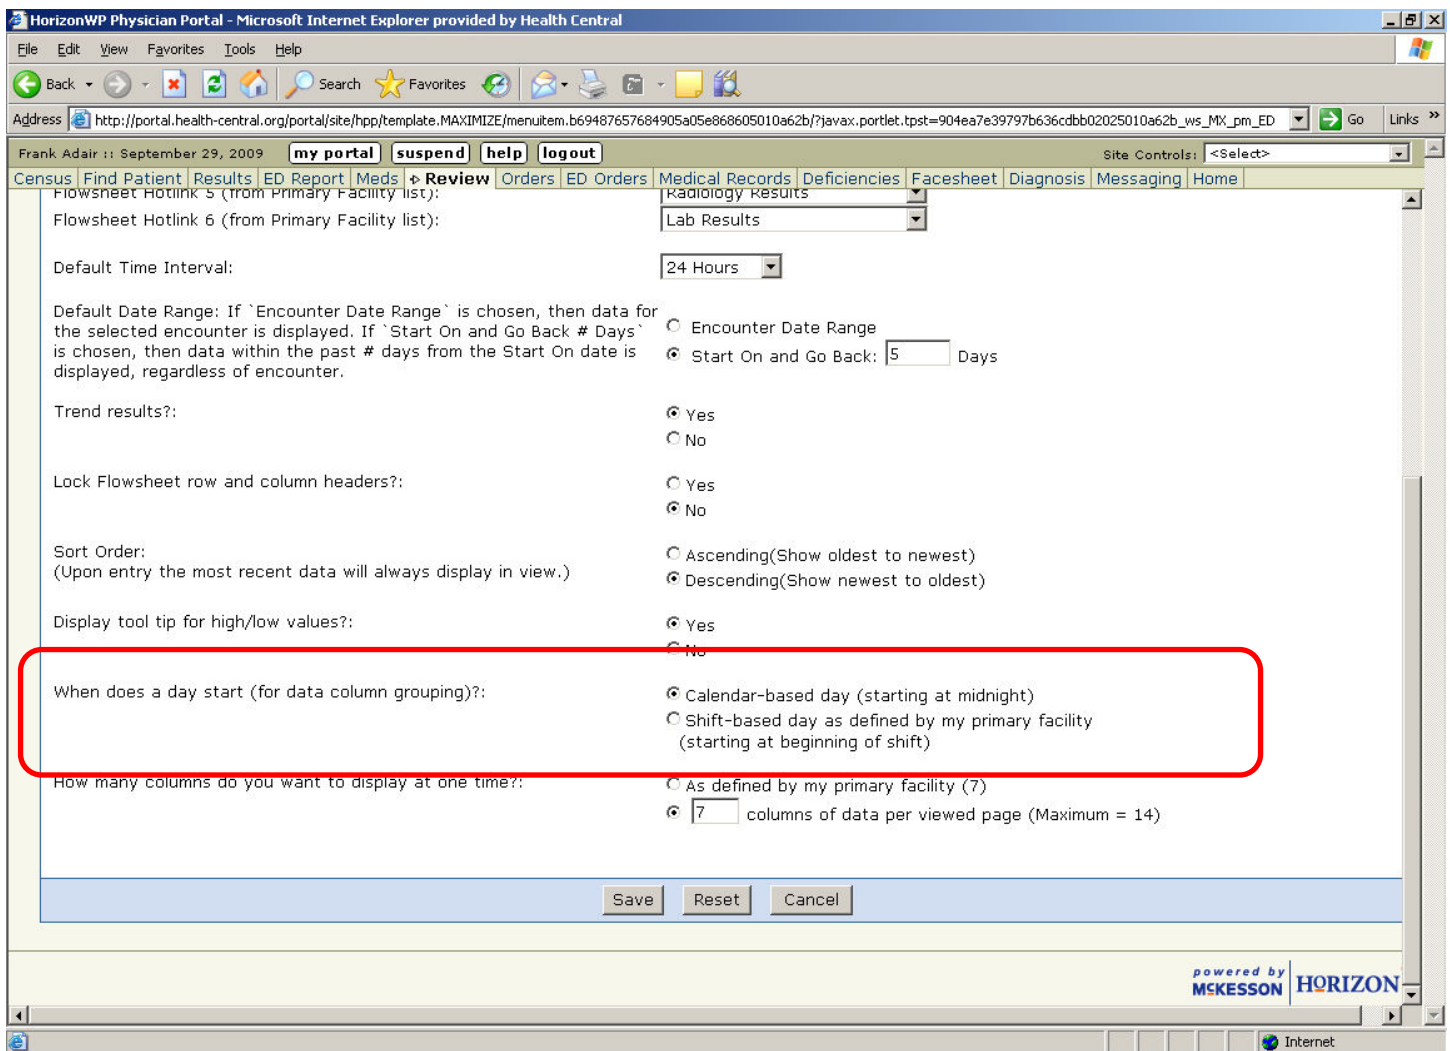 HorizonWP Physician Portal - Microsoft Internet Explorer provided by Health Central
File Edit View Favorites Tools Help
Back Search Favorites
Address http://portal.health-central.org/portal/site/hpp/template.MAXIMIZE/menuitem.b69487657684905a05e868605010a62b/?javax.portlet.tpst=904ea7e39797b636cdbb02025010a62b_ws_MX_pm_ED Go Links »
Frank Adair :: September 29, 2009 my portal suspend help logout Site Controls: <Select>
Census Find Patient Results ED Report Meds Review Orders ED Orders Medical Records Deficiencies Facesheet Diagnosis Messaging Home
Flowsheet Hotlink 5 (from Primary Facility list): Radiology Results
Flowsheet Hotlink 6 (from Primary Facility list): Lab Results
Default Time Interval: 24 Hours
Default Date Range: If `Encounter Date Range` is chosen, then data for
the selected encounter is displayed. If `Start On and Go Back # Days`
is chosen, then data within the past # days from the Start On date is
displayed, regardless of encounter.
Encounter Date Range
Start On and Go Back: 5 Days
Trend results?: Yes
No
Lock Flowsheet row and column headers?: Yes
No
Sort Order: Ascending(Show oldest to newest)
(Upon entry the most recent data will always display in view.) Descending(Show newest to oldest)
Display tool tip for high/low values?: Yes
No
When does a day start (for data column grouping)?: Calendar-based day (starting at midnight)
Shift-based day as defined by my primary facility
(starting at beginning of shift)
How many columns do you want to display at one time?: As defined by my primary facility (7)
7 columns of data per viewed page (Maximum = 14)
Save Reset Cancel
powered by
McKESSON HORIZON
Internet